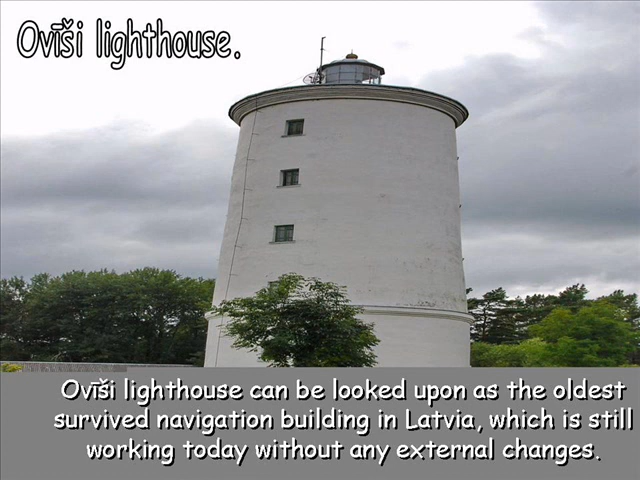 Ovīši lighthouse.
Ovīši lighthouse can be looked upon as the oldest
survived navigation building in Latvia, which is still
working today without any external changes.